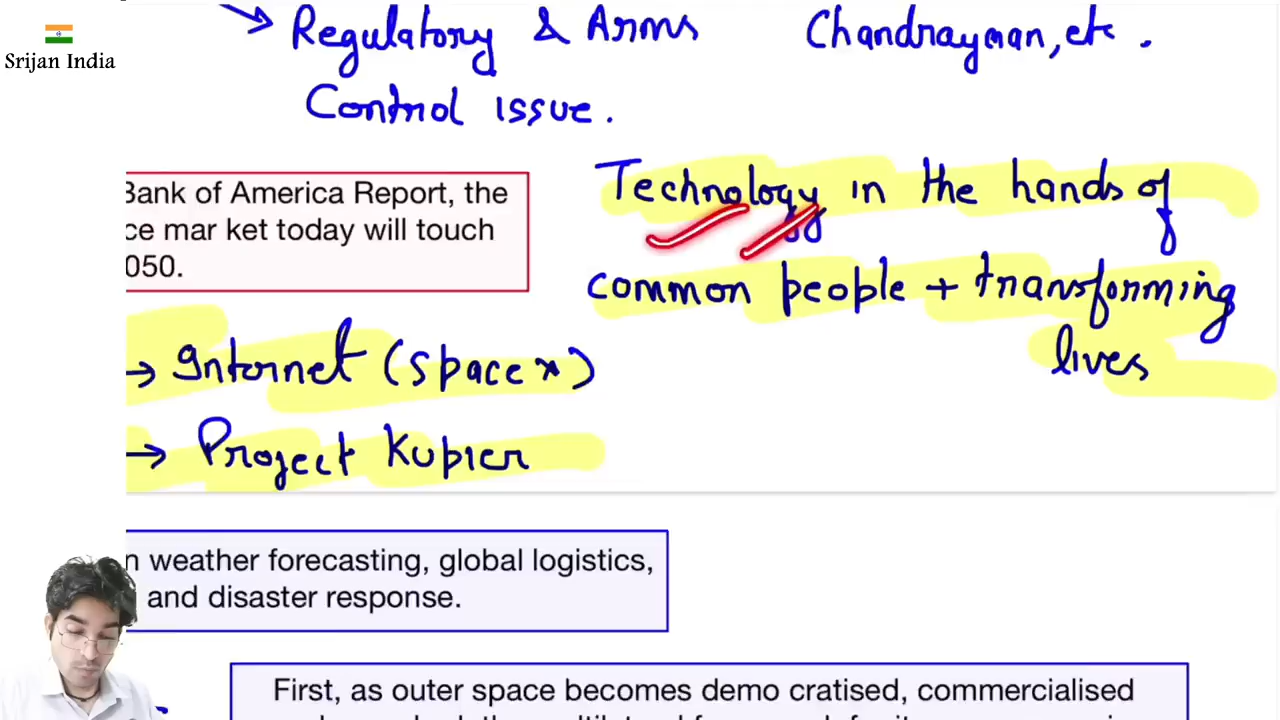 Srijan India
Regulatory & Arms
Control issue.
Chandrayaan, etc.
Bank of America Report, the
ce mar ket today will touch
050.
Technology in the hands of
common people + transforming
lives
→ Internet (spacex)
→ Project Kupier
n weather forecasting, global logistics,
and disaster response.
First, as outer space becomes demo cratised, commercialised